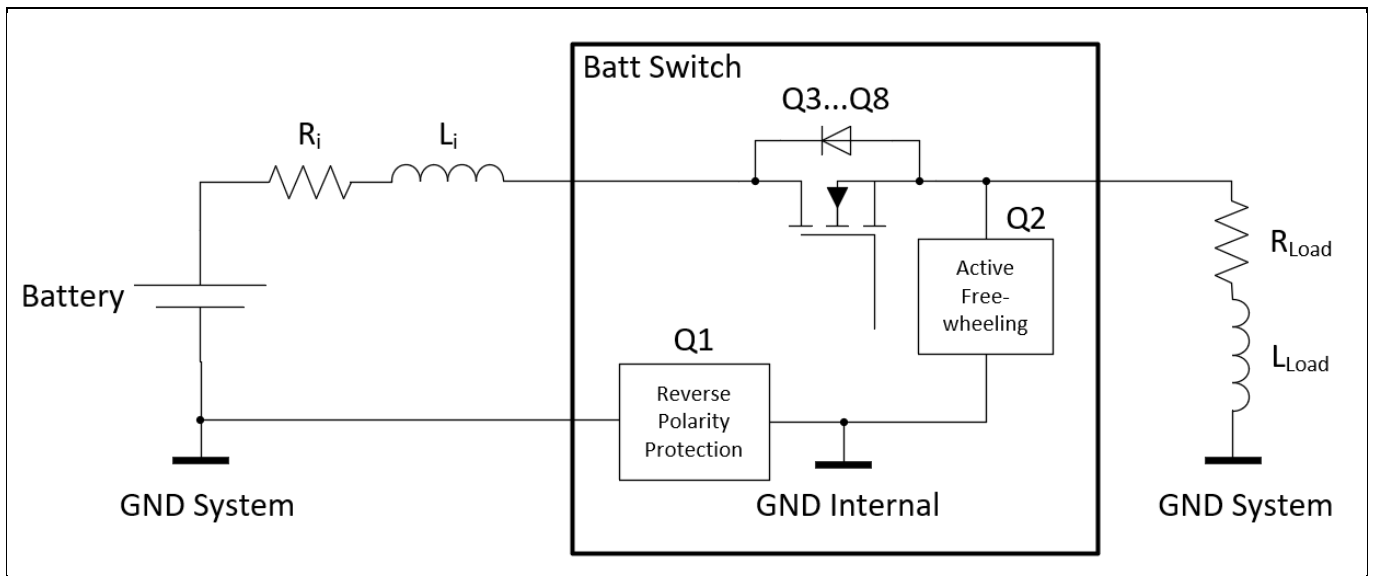 Batt Switch
Q3...Q8
Ri
Li
Q2
Active
Free-
wheeling
RLoad
LLoad
Battery
Q1
Reverse
Polarity
Protection
GND System
GND Internal
GND System